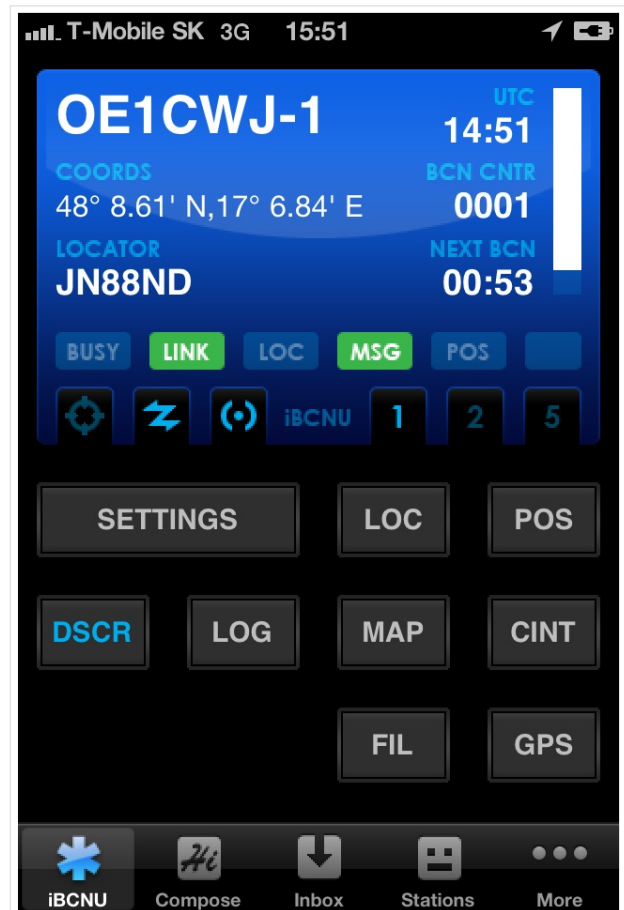 T-Mobile SK 3G 15:51
OE1CWJ-1
UTC
14:51
COORDS
48° 8.61' N,17° 6.84' E
BCN CNTR
0001
LOCATOR
JN88ND
NEXT BCN
00:53
BUSY LINK LOC MSG POS
iBCNU 1 2 5
SETTINGS LOC POS
DSCR LOG MAP CINT
FIL GPS
Hi
iBCNU Compose Inbox Stations More